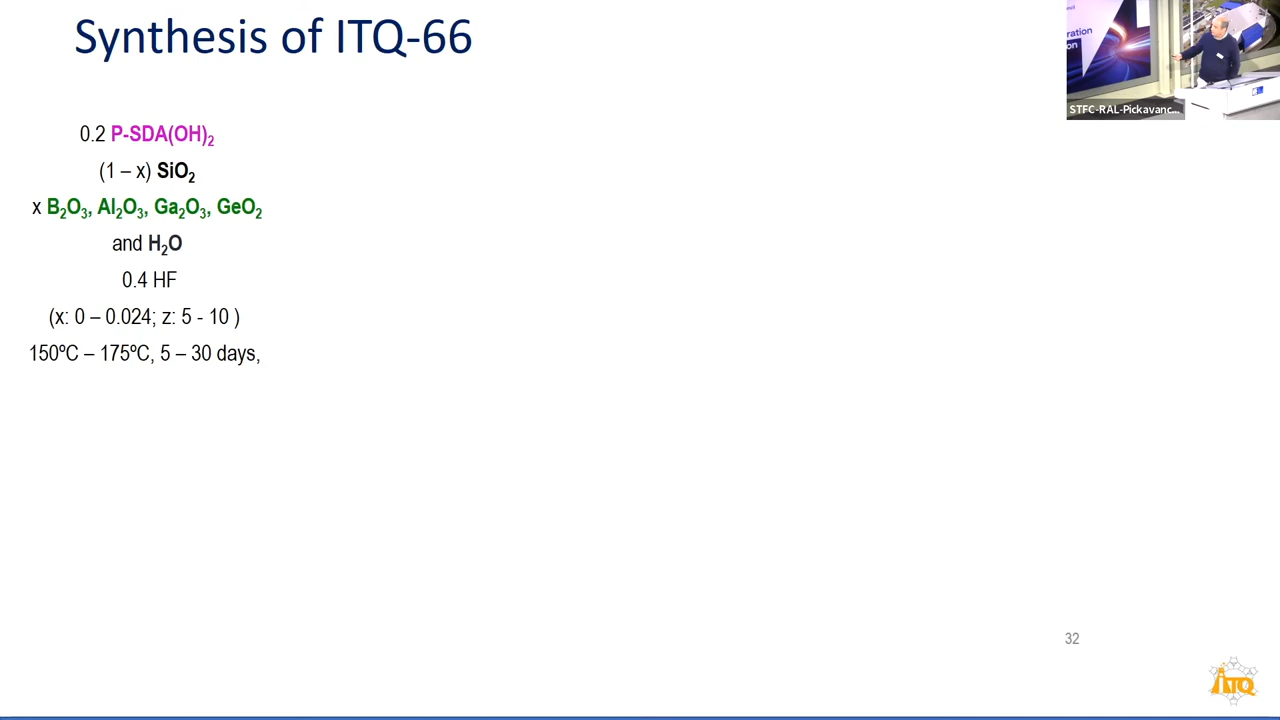 Synthesis of ITQ-66
0.2 P-SDA(OH)₂
(1 – x) SiO₂
x B₂O₃, Al₂O₃, Ga₂O₃, GeO₂
and H₂O
0.4 HF
(x: 0 – 0.024; z: 5 - 10 )
150ºC – 175ºC, 5 – 30 days,
STFC-RAL-Pickavanc...
32
ITQ